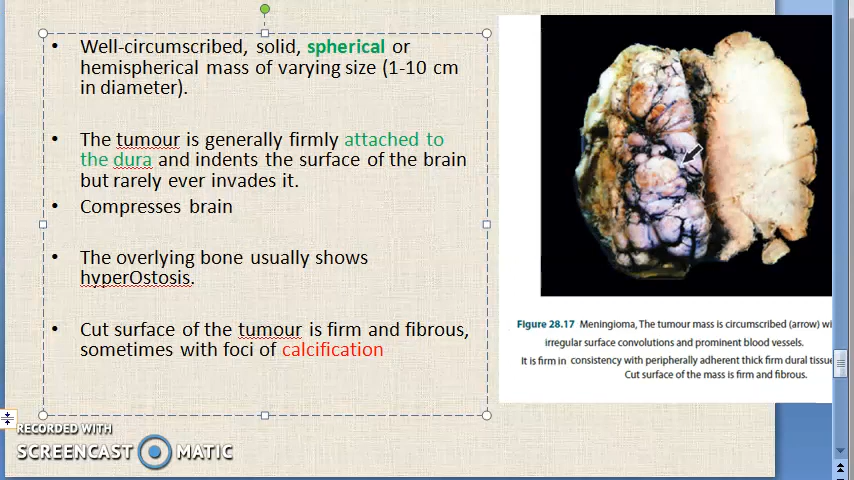 • Well-circumscribed, solid, spherical or
hemispherical mass of varying size (1-10 cm
in diameter).
• The tumour is generally firmly attached to
the dura and indents the surface of the brain
but rarely ever invades it.
• Compresses brain
• The overlying bone usually shows
hyperOstosis.
• Cut surface of the tumour is firm and fibrous,
sometimes with foci of calcification
Figure 28.17 Meningioma, The tumour mass is circumscribed (arrow)
irregular surface convolutions and prominent blood vessels.
It is firm in consistency with peripherally adherent thick firm dural
Cut surface of the mass is firm and fibrous.
RECORDED WITH
SCREENCAST MATIC